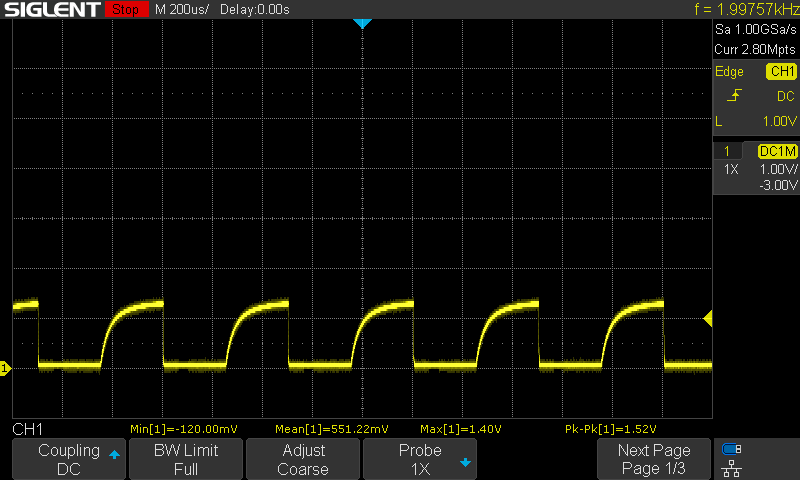 SIGLENT Stop M 200us/ Delay:0.00s f = 1.99757kHz
Sa 1.00GSa/s
Curr 2.80Mpts
Edge CH1
DC
L 1.00V
1 DC1M
1X 1.00V/
-3.00V
1
CH1 Min[1]=-120.00mV Mean[1]=551.22mV Max[1]=1.40V Pk-Pk[1]=1.52V
Coupling BW Limit Adjust Probe Next Page
DC Full Coarse 1X Page 1/3